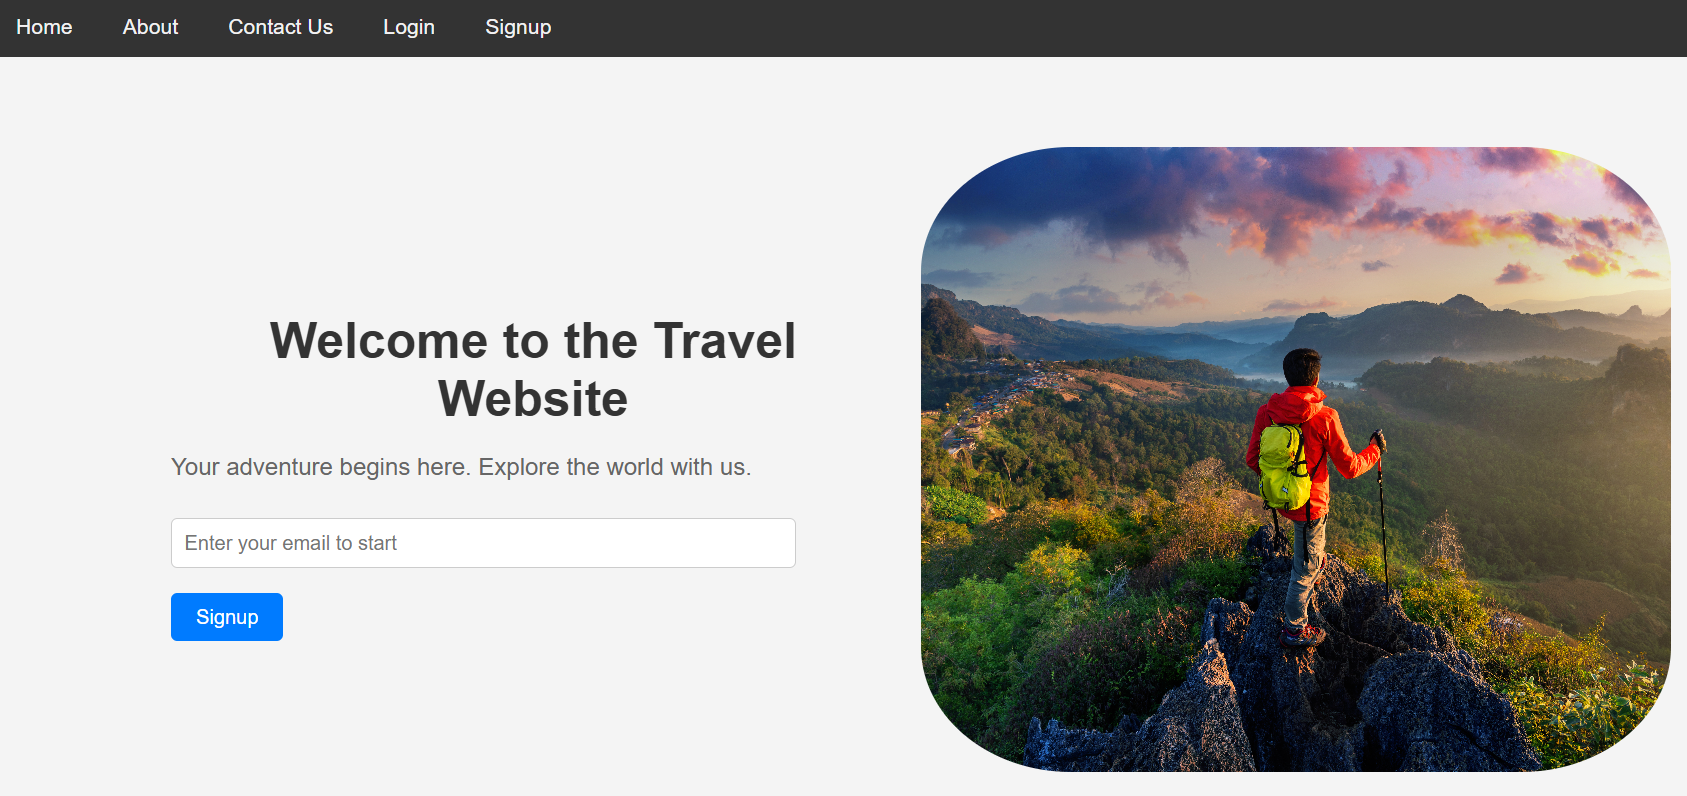 Home About Contact Us Login Signup
Welcome to the Travel
Website
Your adventure begins here. Explore the world with us.
Enter your email to start
Signup